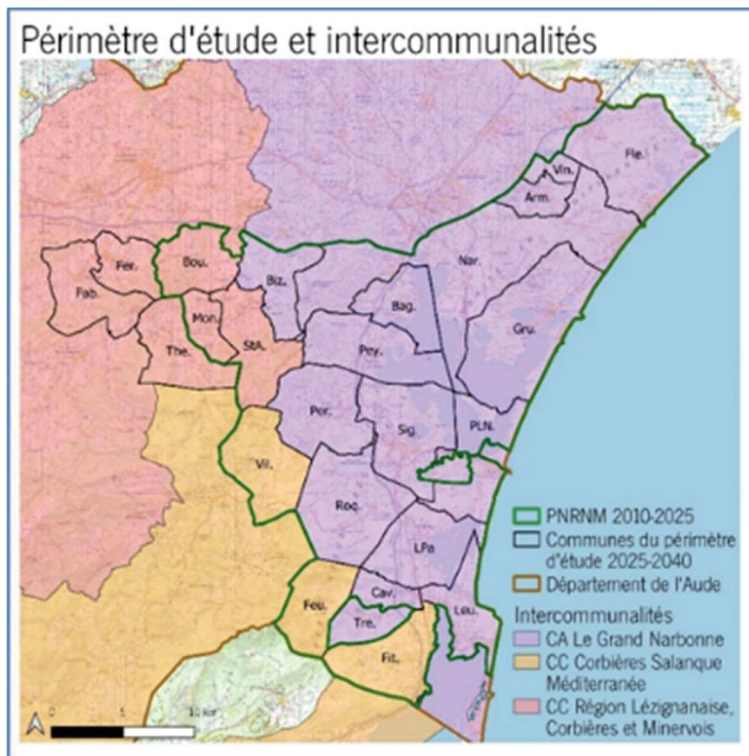 Périmètre d'étude et intercommunalités
Fle.
Vin.
Arm.
Nar.
Bou.
Fer.
Biz.
Fab.
Bag.
Mon.
Gru.
StA.
The.
Pey.
Por.
Sig.
PLN.
Vil.
Roq.
LPa
Cav.
Feu.
Leu.
Tre.
Fit.
PNRNM 2010-2025
Communes du périmètre
d'étude 2025-2040
Département de l'Aude
Intercommunalités
CA Le Grand Narbonne
CC Corbières Salanque
Méditerranée
CC Région Lézignanaise,
Corbières et Minervois
0 5 10 km